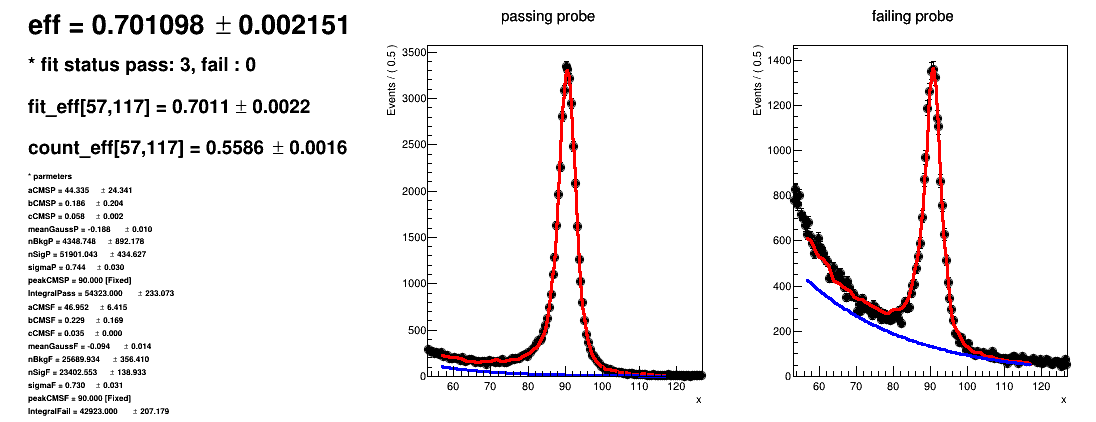 eff = 0.701098 ± 0.002151
* fit status pass: 3, fail : 0
fit_eff[57,117] = 0.7011 ± 0.0022
count_eff[57,117] = 0.5586 ± 0.0016
* parmeters
aCMSP = 44.335 ± 24.341
bCMSP = 0.186 ± 0.204
cCMSP = 0.058 ± 0.002
meanGaussP = -0.186 ± 0.010
nBkgP = 4348.748 ± 892.178
nSigP = 51901.043 ± 434.627
sigmaP = 0.744 ± 0.030
peakCMSP = 90.000 [Fixed]
IntegralPass = 54323.000 ± 233.073
aCMSF = 46.952 ± 6.415
bCMSF = 0.229 ± 0.169
cCMSF = 0.035 ± 0.000
meanGaussF = -0.094 ± 0.014
nBkgF = 25689.934 ± 356.410
nSigF = 23402.553 ± 138.933
sigmaF = 0.730 ± 0.031
peakCMSP = 90.000 [Fixed]
IntegralFail = 42923.000 ± 207.179
passing probe
Events / ( 0.5 )
3500
3000
2500
2000
1500
1000
500
0
60 70 80 90 100 110 120
x
failing probe
Events / ( 0.5 )
1400
1200
1000
800
600
400
200
0
60 70 80 90 100 110 120
x